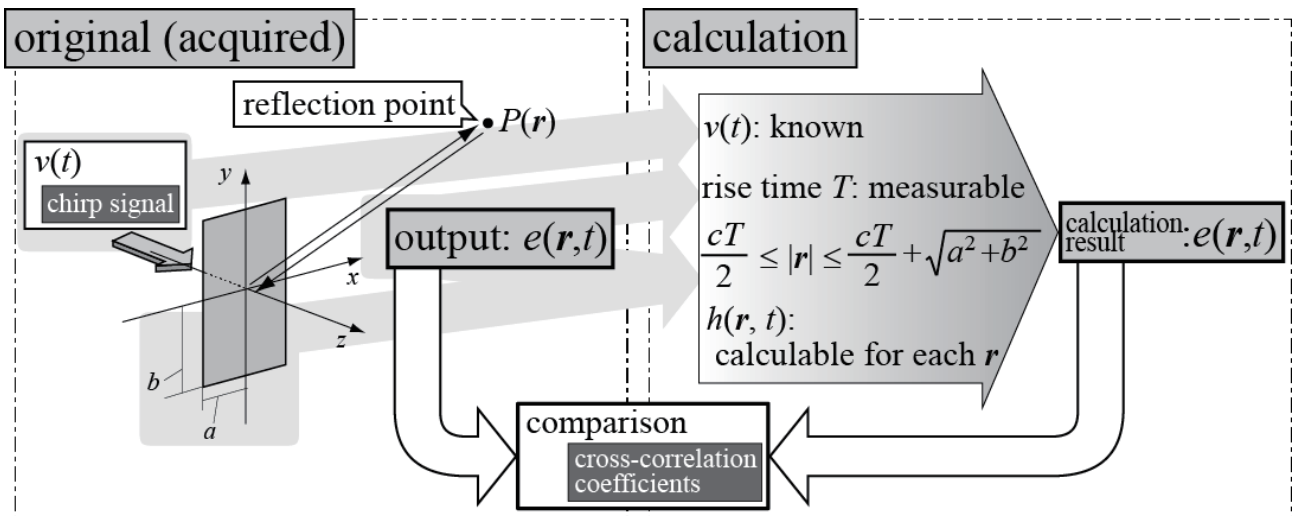 original (acquired)
reflection point
P(r)
v(t)
chirp signal
y
x
z
b
a
output: e(r,t)
calculation
v(t): known
rise time T: measurable
cT/2 ≤ |r| ≤ cT/2 + √a²+b²
h(r, t):
calculable for each r
calculation
result :e(r,t)
comparison
cross-correlation
coefficients